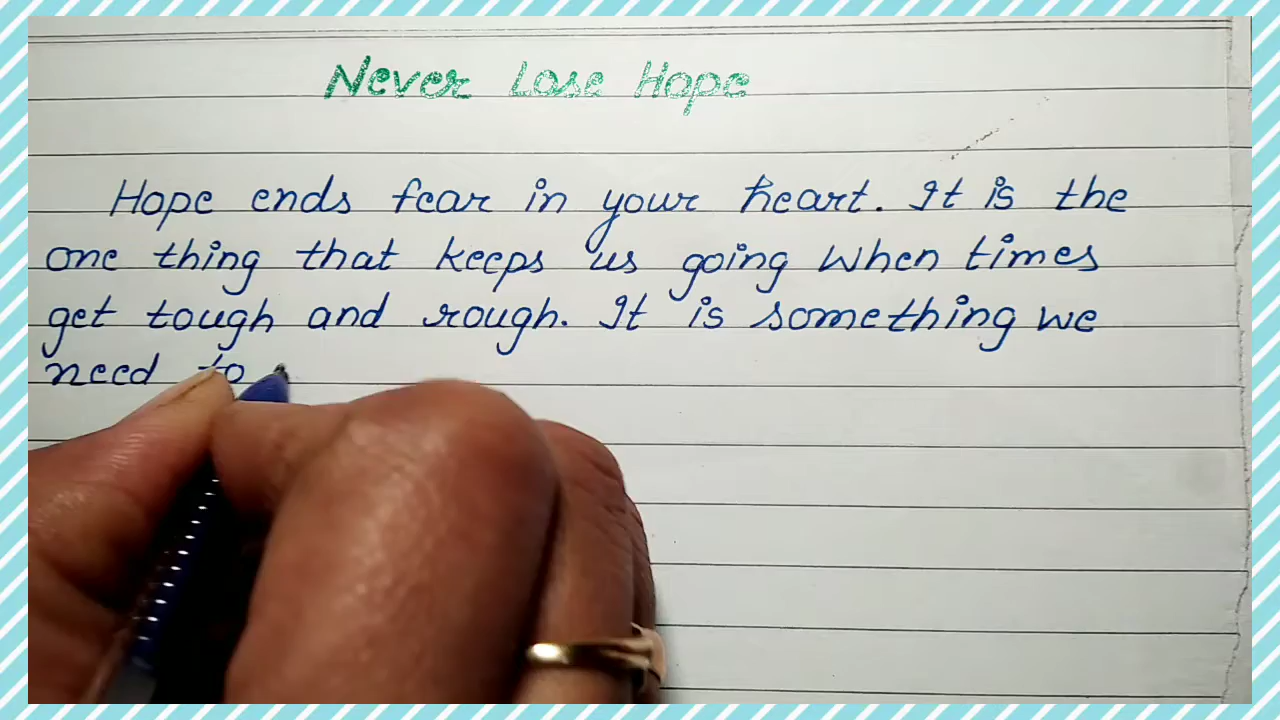 Never Lose Hope
Hope ends fear in your heart. It is the
one thing that keeps us going when times
get tough and rough. It is something we
need to